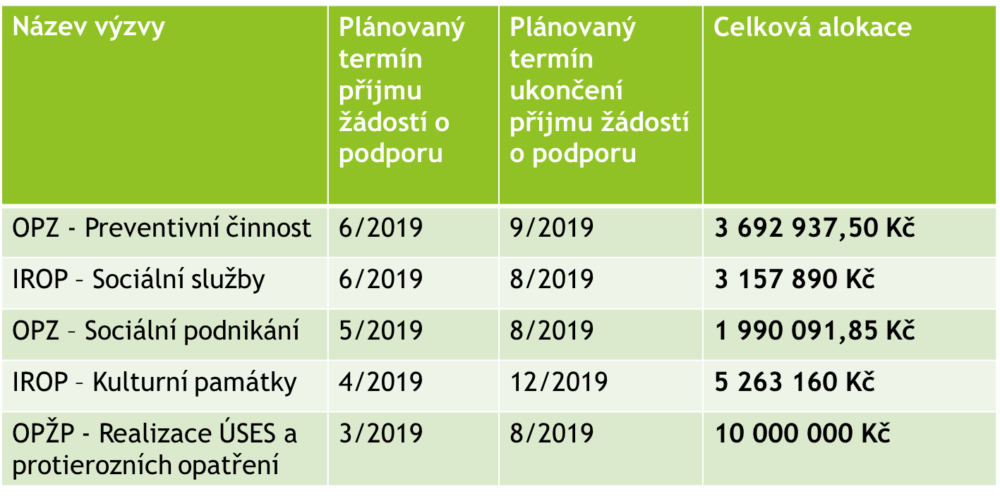 Název výzvy
Plánovaný
termín
příjmu
žádostí o
podporu
Plánovaný
termín
ukončení
příjmu žádostí
o podporu
Celková alokace
OPZ - Preventivní činnost
6/2019
9/2019
3 692 937,50 Kč
IROP – Sociální služby
6/2019
8/2019
3 157 890 Kč
OPZ – Sociální podnikání
5/2019
8/2019
1 990 091,85 Kč
IROP – Kulturní památky
4/2019
12/2019
5 263 160 Kč
OPŽP - Realizace ÚSES a
protierozních opatření
3/2019
8/2019
10 000 000 Kč